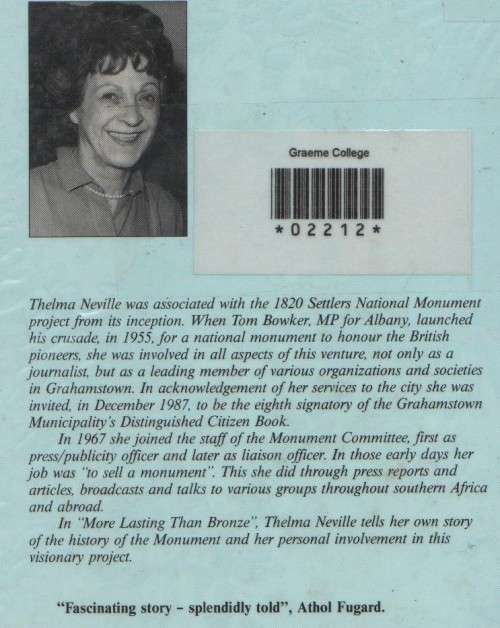 Graeme College
*02212*
Thelma Neville was associated with the 1820 Settlers National Monument
project from its inception. When Tom Bowker, MP for Albany, launched
his crusade, in 1955, for a national monument to honour the British
pioneers, she was involved in all aspects of this venture, not only as a
journalist, but as a leading member of various organizations and societies
in Grahamstown. In acknowledgement of her services to the city she was
invited, in December 1987, to be the eighth signatory of the Grahamstown
Municipality's Distinguished Citizen Book.
In 1967 she joined the staff of the Monument Committee, first as
press/publicity officer and later as liaison officer. In those early days her
job was "to sell a monument". This she did through press reports and
articles, broadcasts and talks to various groups throughout southern Africa
and abroad.
In "More Lasting Than Bronze", Thelma Neville tells her own story
of the history of the Monument and her personal involvement in this
visionary project.
"Fascinating story – splendidly told", Athol Fugard.